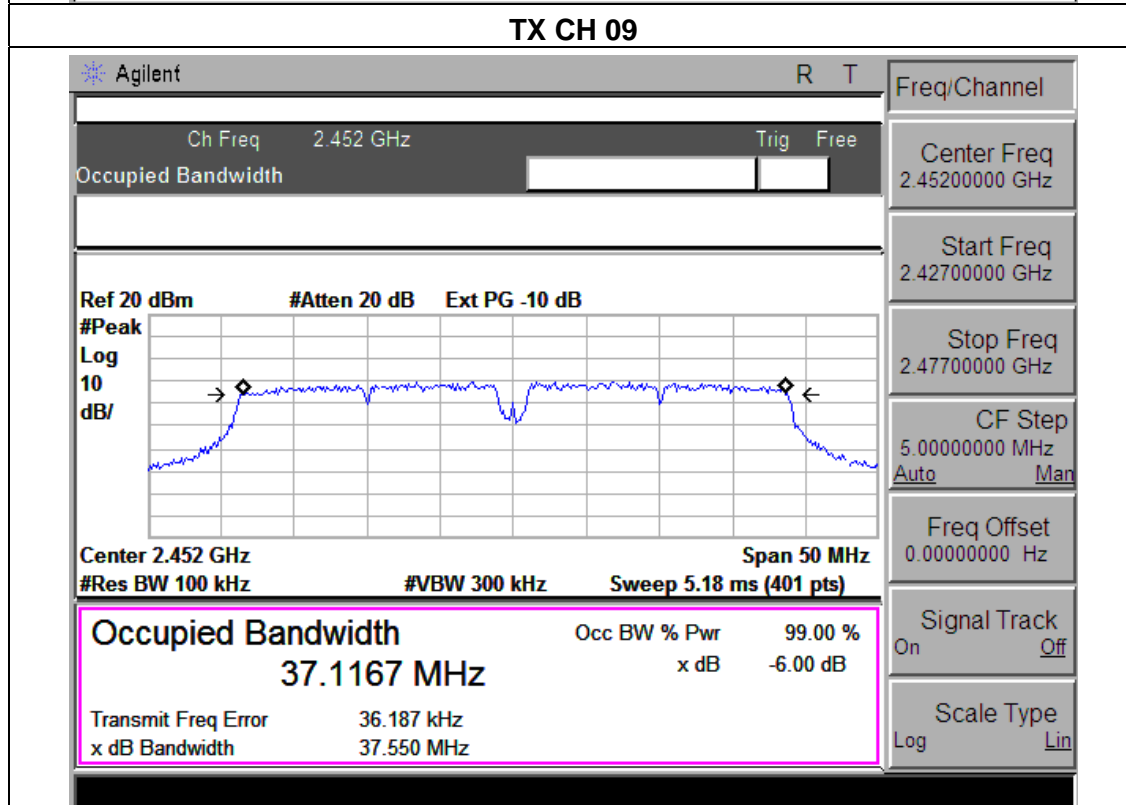 TX CH 09
Agilent R T
Ch Freq 2.452 GHz Trig Free
Occupied Bandwidth
Ref 20 dBm #Atten 20 dB Ext PG -10 dB
#Peak
Log
10
dB/
Center 2.452 GHz Span 50 MHz
#Res BW 100 kHz #VBW 300 kHz Sweep 5.18 ms (401 pts)
Occupied Bandwidth Occ BW % Pwr 99.00 %
37.1167 MHz x dB -6.00 dB
Transmit Freq Error 36.187 kHz
x dB Bandwidth 37.550 MHz
Freq/Channel
Center Freq
2.45200000 GHz
Start Freq
2.42700000 GHz
Stop Freq
2.47700000 GHz
CF Step
5.00000000 MHz
Auto Man
Freq Offset
0.00000000 Hz
Signal Track
On Off
Scale Type
Log Lin